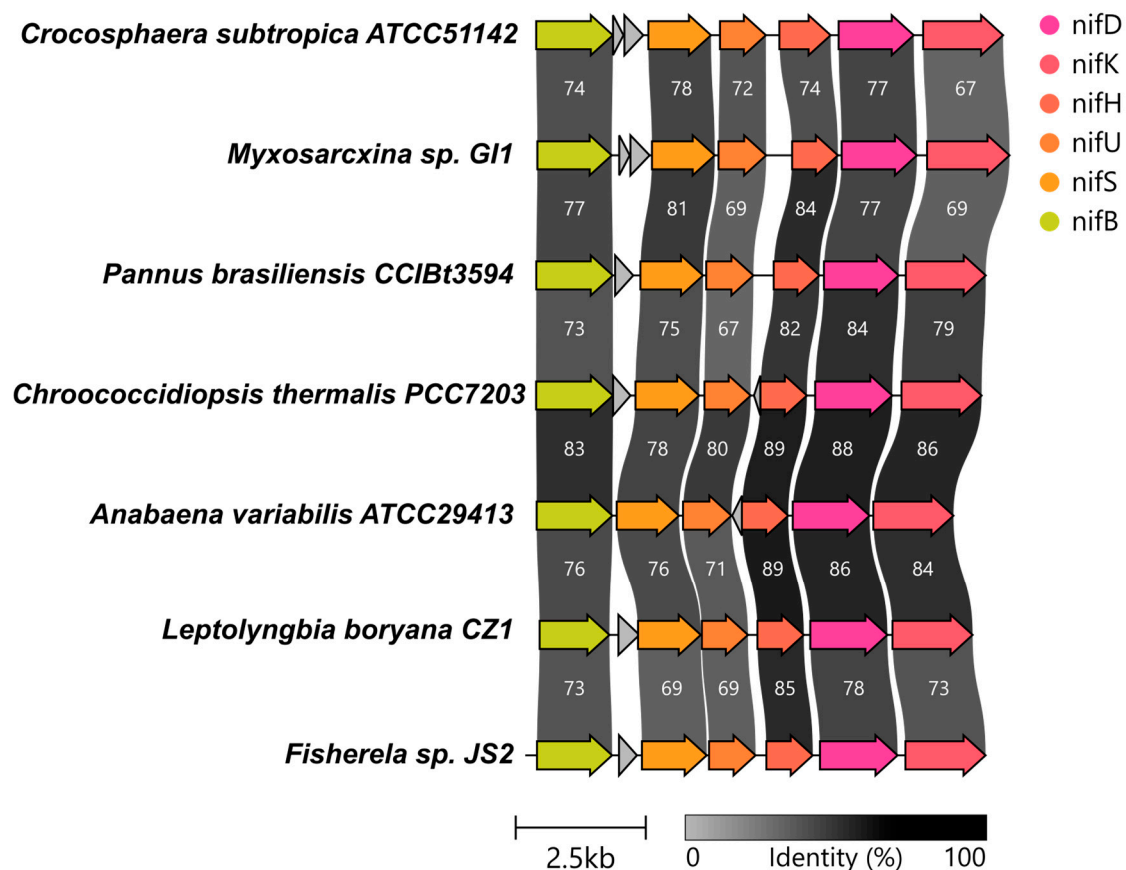 Crocosphaera subtropica ATCC51142
nifD
nifK
74 78 72 74 77 67
nifH
nifU
Myxosarcxina sp. GI1
nifS
77 81 69 84 77 69
nifB
Pannus brasiliensis CCIBt3594
73 75 67 82 84 79
Chroococcidiopsis thermalis PCC7203
83 78 80 89 88 86
Anabaena variabilis ATCC29413
76 76 71 89 86 84
Leptolyngbia boryana CZ1
73 69 69 85 78 73
Fisherela sp. JS2
2.5kb
0 Identity (%) 100